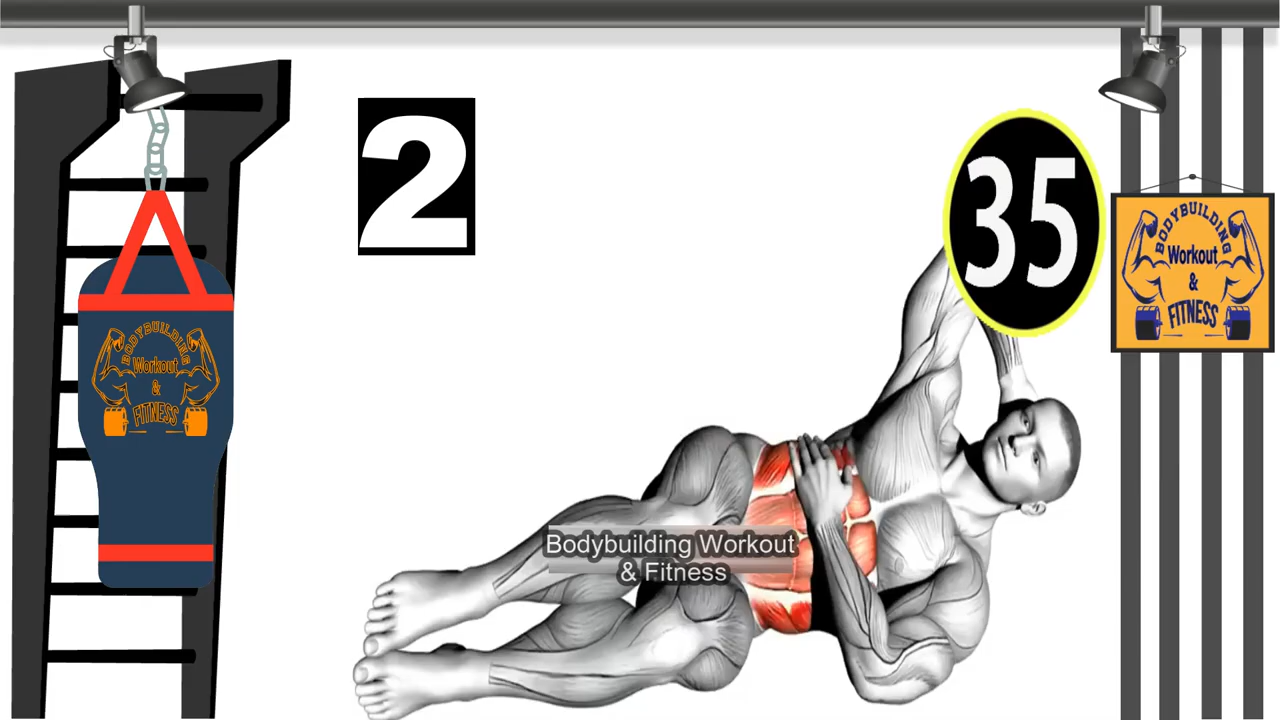 2
35
BODYBUILDING
Workout
&
FITNESS
BODYBUILDING
Workout
&
FITNESS
Bodybuilding Workout
& Fitness